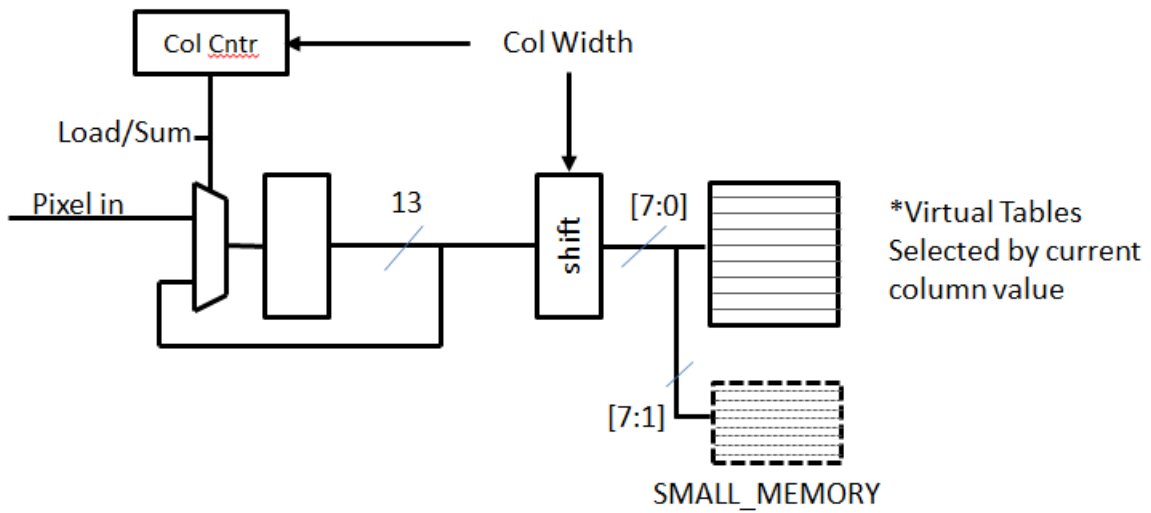 Col Cntr
Col Width
Load/Sum
Pixel in
13
shift
[7:0]
*Virtual Tables
Selected by current
column value
[7:1]
SMALL_MEMORY